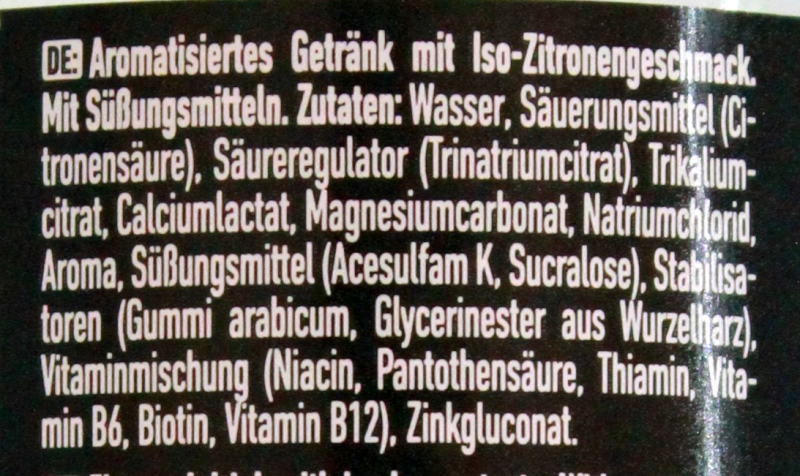 DE: Aromatisiertes Getränk mit Iso-Zitronengeschmack.
Mit Süßungsmitteln. Zutaten: Wasser, Säuerungsmittel (Ci-
tronensäure), Säureregulator (Trinatriumcitrat), Trikalium-
citrat, Calciumlactat, Magnesiumcarbonat, Natriumchlorid,
Aroma, Süßungsmittel (Acesulfam K, Sucralose), Stabilisa-
toren (Gummi arabicum, Glycerinester aus Wurzelharz),
Vitaminmischung (Niacin, Pantothensäure, Thiamin, Vita-
min B6, Biotin, Vitamin B12), Zinkgluconat.